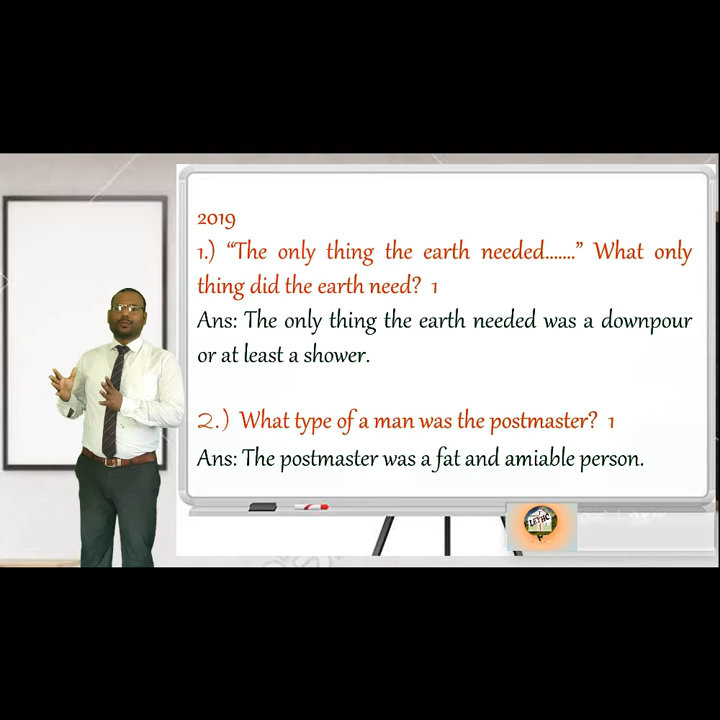 2019
1.) “The only thing the earth needed.......” What only
thing did the earth need? 1
Ans: The only thing the earth needed was a downpour
or at least a shower.
2.) What type of a man was the postmaster? 1
Ans: The postmaster was a fat and amiable person.
LETHC